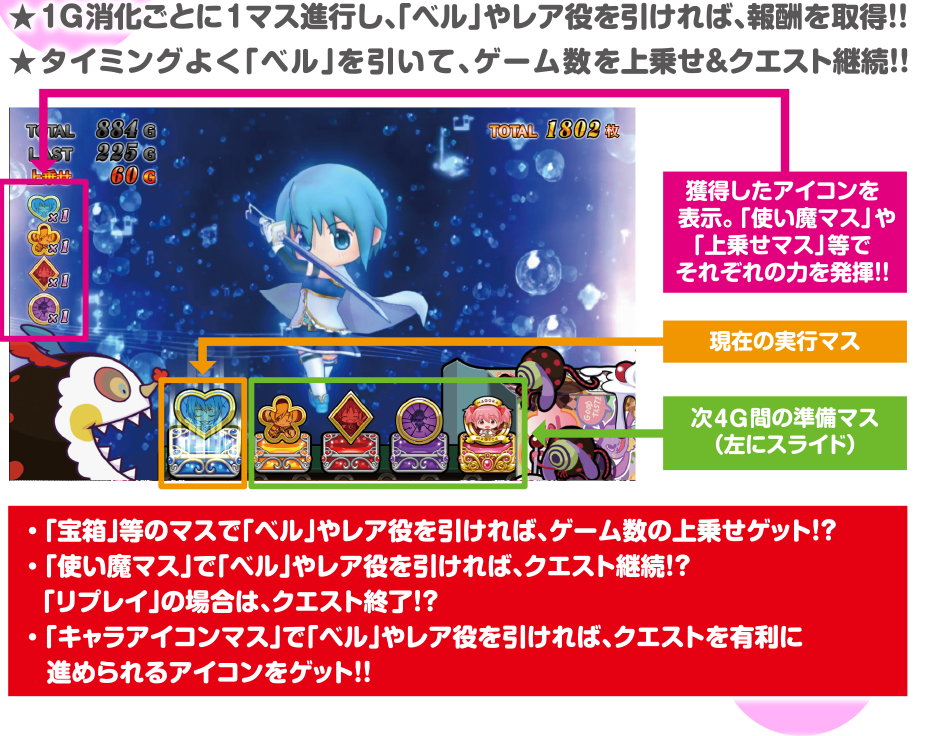 ★1G消化ごとに1マス進行し、「ベル」やレア役を引ければ、報酬を取得!!
★タイミングよく「ベル」を引いて、ゲーム数を上乗せ&クエスト継続!!
TOTAL 884G
LAST 225G
上乗せ 60G
TOTAL 1802枚
×1
×1
×1
×1
獲得したアイコンを
表示。「使い魔マス」や
「上乗せマス」等で
それぞれの力を発揮!!
現在の実行マス
次4G間の準備マス
(左にスライド)
・「宝箱」等のマスで「ベル」やレア役を引ければ、ゲーム数の上乗せゲット!?
・「使い魔マス」で「ベル」やレア役を引ければ、クエスト継続!?
「リプレイ」の場合は、クエスト終了!?
・「キャラアイコンマス」で「ベル」やレア役を引ければ、クエストを有利に
進められるアイコンをゲット!!